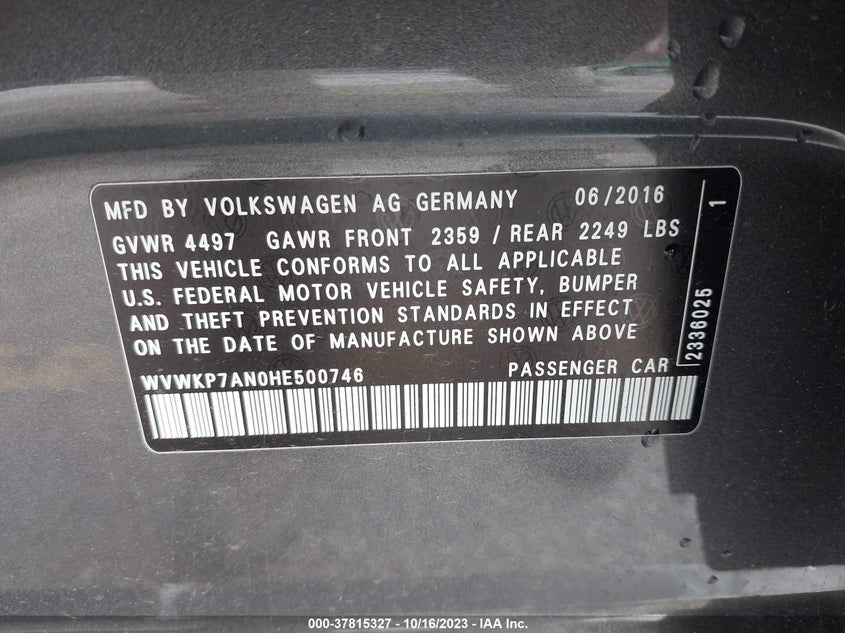 MFD BY VOLKSWAGEN AG GERMANY 06/2016
GVWR 4497 GAWR FRONT 2359 / REAR 2249 LBS
THIS VEHICLE CONFORMS TO ALL APPLICABLE
U.S. FEDERAL MOTOR VEHICLE SAFETY, BUMPER
AND THEFT PREVENTION STANDARDS IN EFFECT
ON THE DATE OF MANUFACTURE SHOWN ABOVE
WVWKP7AN0HE500746 PASSENGER CAR
2336025 1
000-37815327 - 10/16/2023 - IAA Inc.